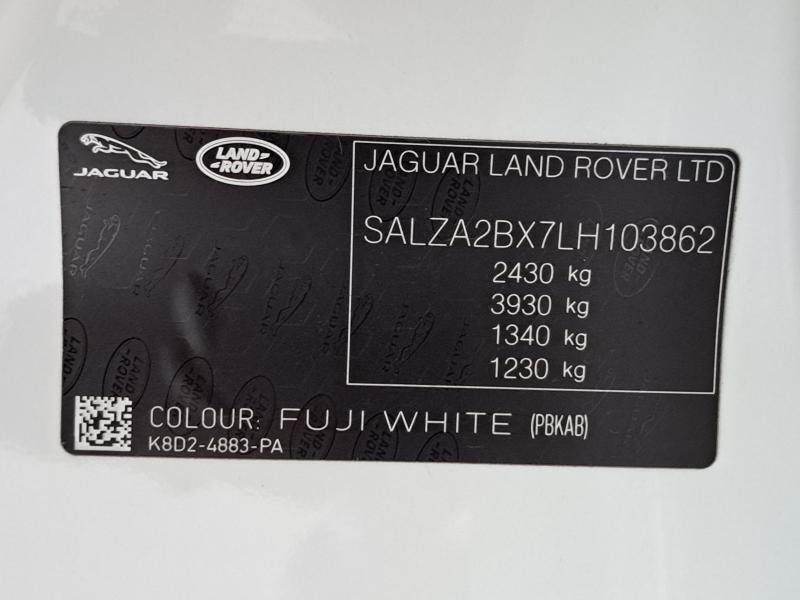 JAGUAR
LAND ROVER
JAGUAR LAND ROVER LTD
SALZA2BX7LH103862
2430 kg
3930 kg
1340 kg
1230 kg
COLOUR: FUJI WHITE (PBKAB)
K8D2-4883-PA